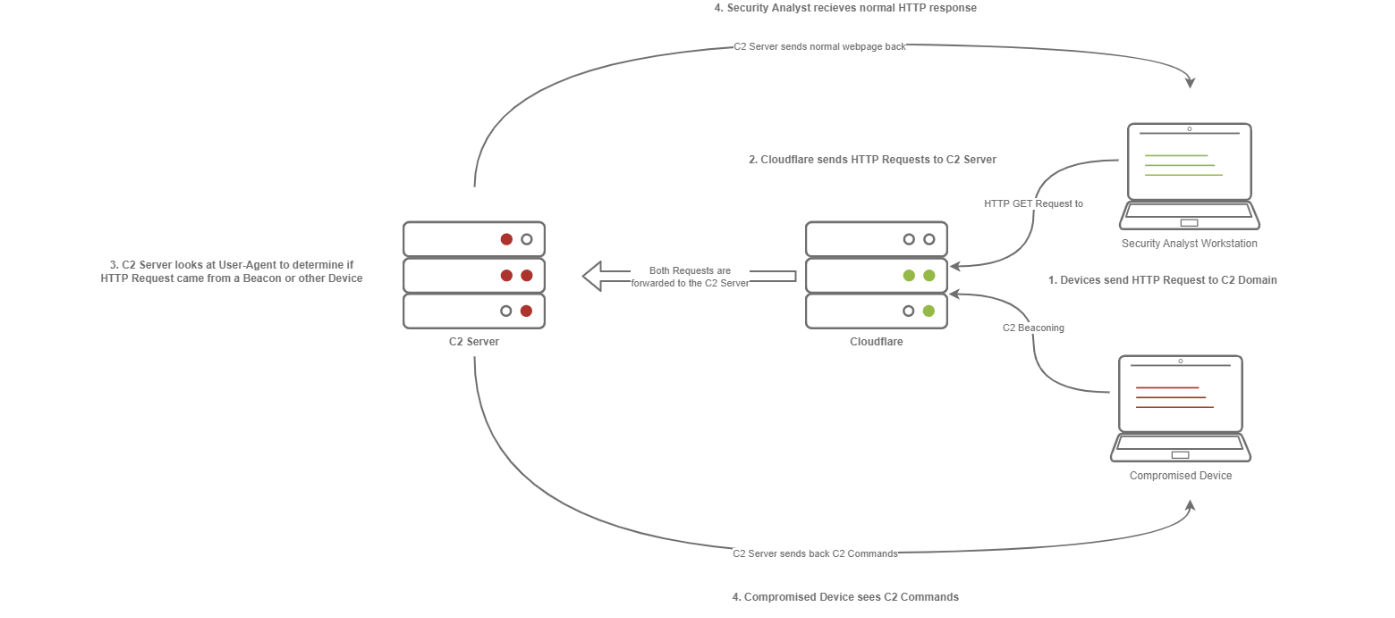 4. Security Analyst recieves normal HTTP response
C2 Server sends normal webpage back
2. Cloudflare sends HTTP Requests to C2 Server
HTTP GET Request to
Security Analyst Workstation
3. C2 Server looks at User-Agent to determine if
HTTP Request came from a Beacon or other Device
Both Requests are
forwarded to the C2 Server
1. Devices send HTTP Request to C2 Domain
C2 Server
Cloudflare
C2 Beaconing
Compromised Device
C2 Server sends back C2 Commands
4. Compromised Device sees C2 Commands